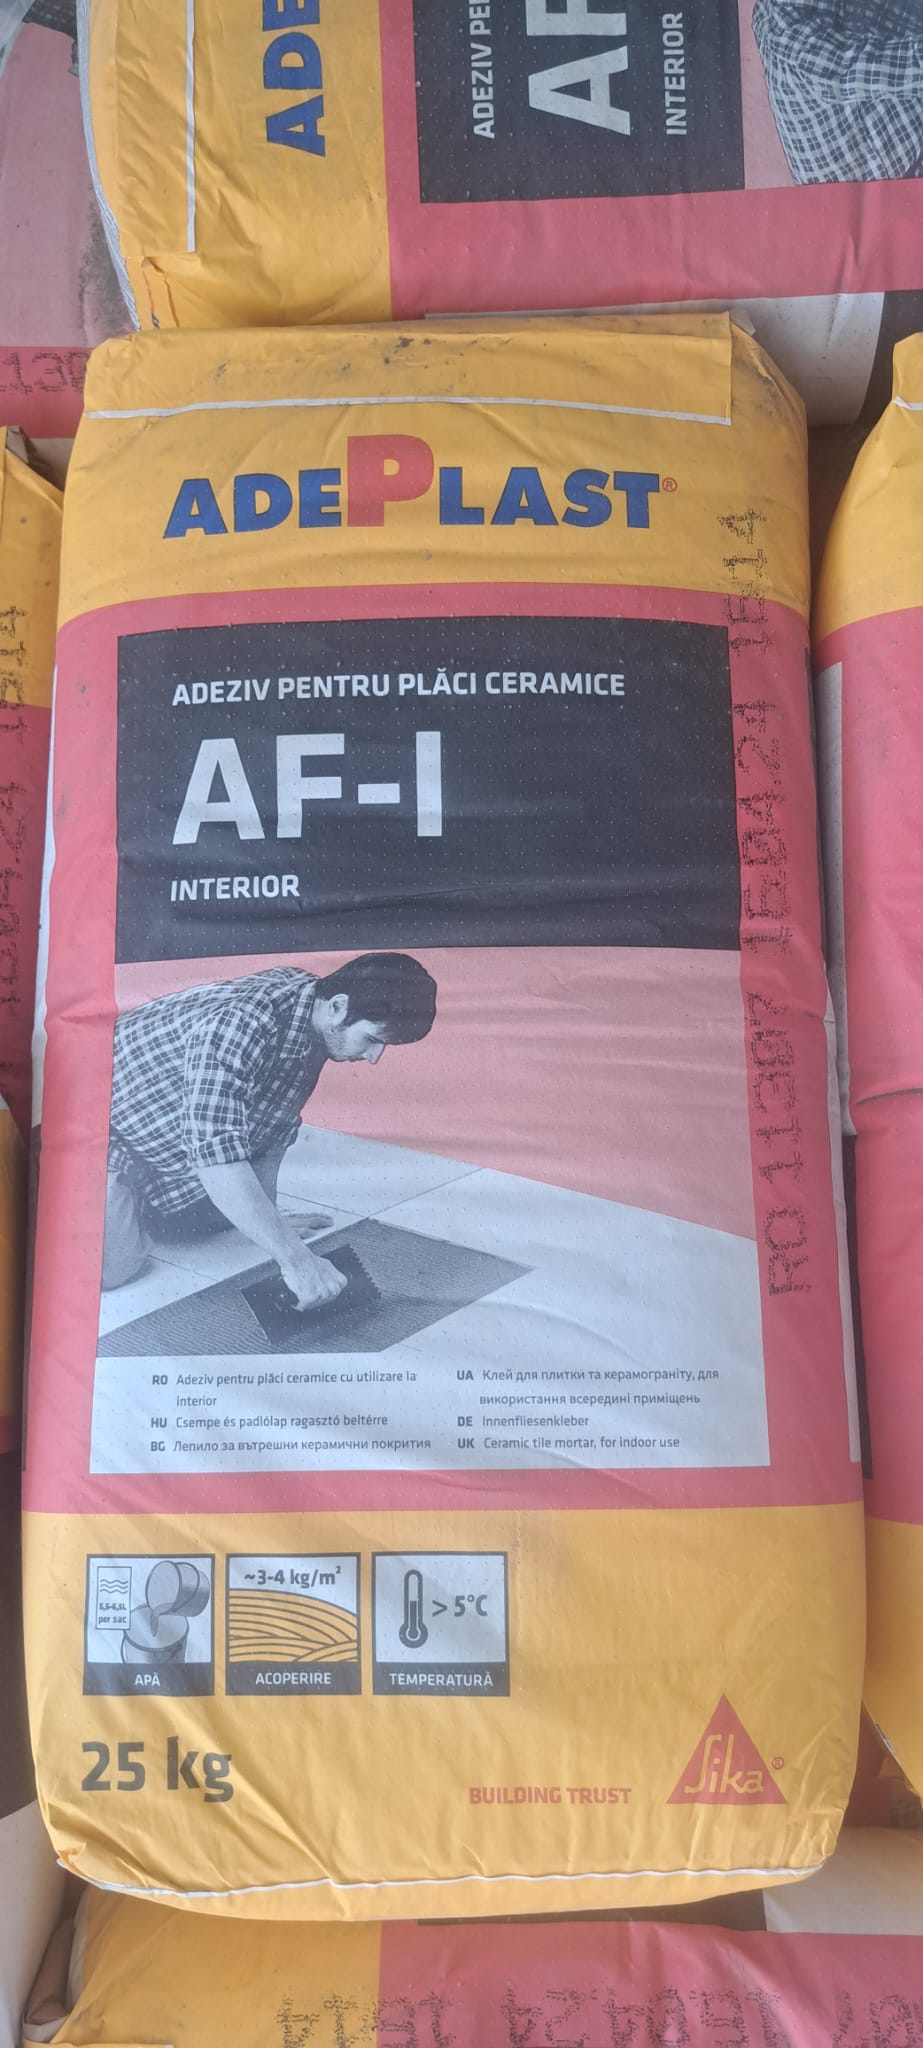 ADE
ADEZIV PE
AF
INTERIOR
ADEPLAST®
ADEZIV PENTRU PLĂCI CERAMICE
AF-I
INTERIOR
RO Adeziv pentru plăci ceramice cu utilizare la
interior
HU Csempe és padlólap ragasztó beltérre
BG Лепило за вътрешни керамични покрития
UA Клей для плитки та керамограніту, для
використання всередині приміщень
DE Innenfliesenkleber
UK Ceramic tile mortar, for indoor use
5,5-6,5L
per sac
APĂ
~3-4 kg/m²
ACOPERIRE
> 5°C
TEMPERATURĂ
25 kg
BUILDING TRUST
Sika®